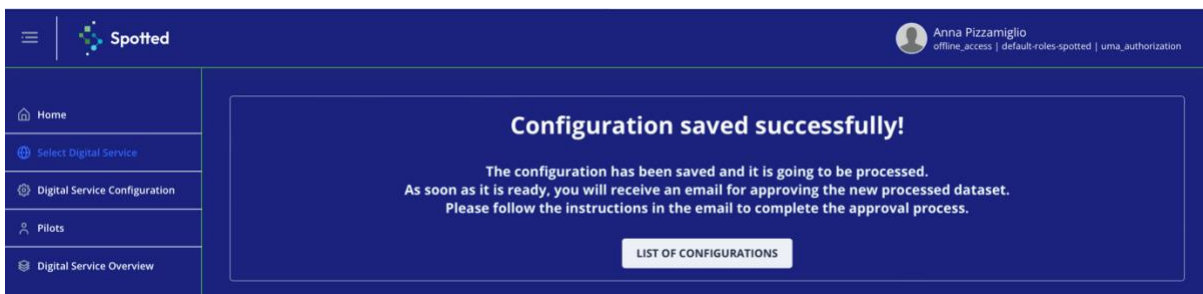 Spotted
Anna Pizzamiglio
offline_access | default-roles-spotted | uma_authorization
Home
Select Digital Service
Digital Service Configuration
Pilots
Digital Service Overview
Configuration saved successfully!
The configuration has been saved and it is going to be processed.
As soon as it is ready, you will receive an email for approving the new processed dataset.
Please follow the instructions in the email to complete the approval process.
LIST OF CONFIGURATIONS